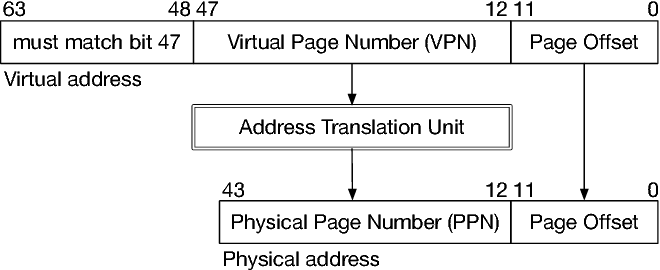 63 48 47 12 11 0
must match bit 47 Virtual Page Number (VPN) Page Offset
Virtual address
Address Translation Unit
43 12 11 0
Physical Page Number (PPN) Page Offset
Physical address